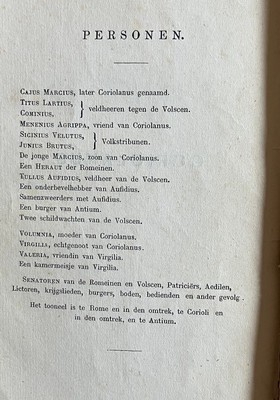 PERSONEN.
CAJUS MARCIUS, later Coriolanus genaamd.
TITUS LARTIUS,
COMINIUS, } veldheeren tegen de Volscen.
MENENIUS AGRIPPA, vriend van Coriolanus.
SICINIUS VELUTUS,
JUNIUS BRUTUS, } Volkstribunen.
De jonge MARCIUS, zoon van Coriolanus.
Een HERAUT der Romeinen.
TULLUS AUFIDIUS, veldheer van de Volscen.
Een onderbevelhebber van Aufidius.
Samenzweerders met Aufidius.
Een burger van Antium.
Twee schildwachten van de Volscen.
VOLUMNIA, moeder van Coriolanus.
VIRGILIA, echtgenoot van Coriolanus.
VALERIA, vriendin van Virgilia.
Een kamermeisje van Virgilia.
SENATOREN van de Romeinen en Volscen, Patriciërs, Aedilen,
Lictoren, krijgslieden, burgers, boden, bedienden en ander gevolg.
Het tooneel is te Rome en in den omtrek, te Corioli en
in den omtrek, en te Antium.